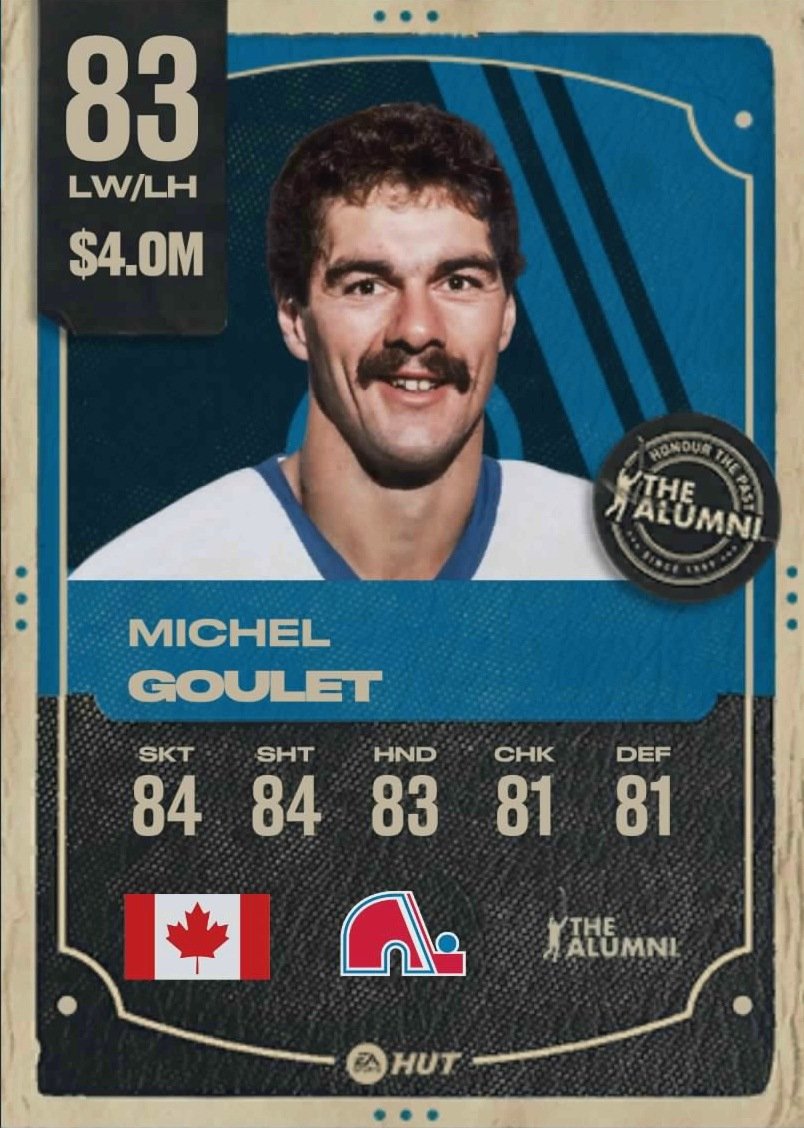 83
LW/LH
$4.0M
HONOUR THE PAST
THE
ALUMNI
MICHEL
GOULET
SKT SHT HND CHK DEF
84 84 83 81 81
THE
ALUMNI
EA HUT